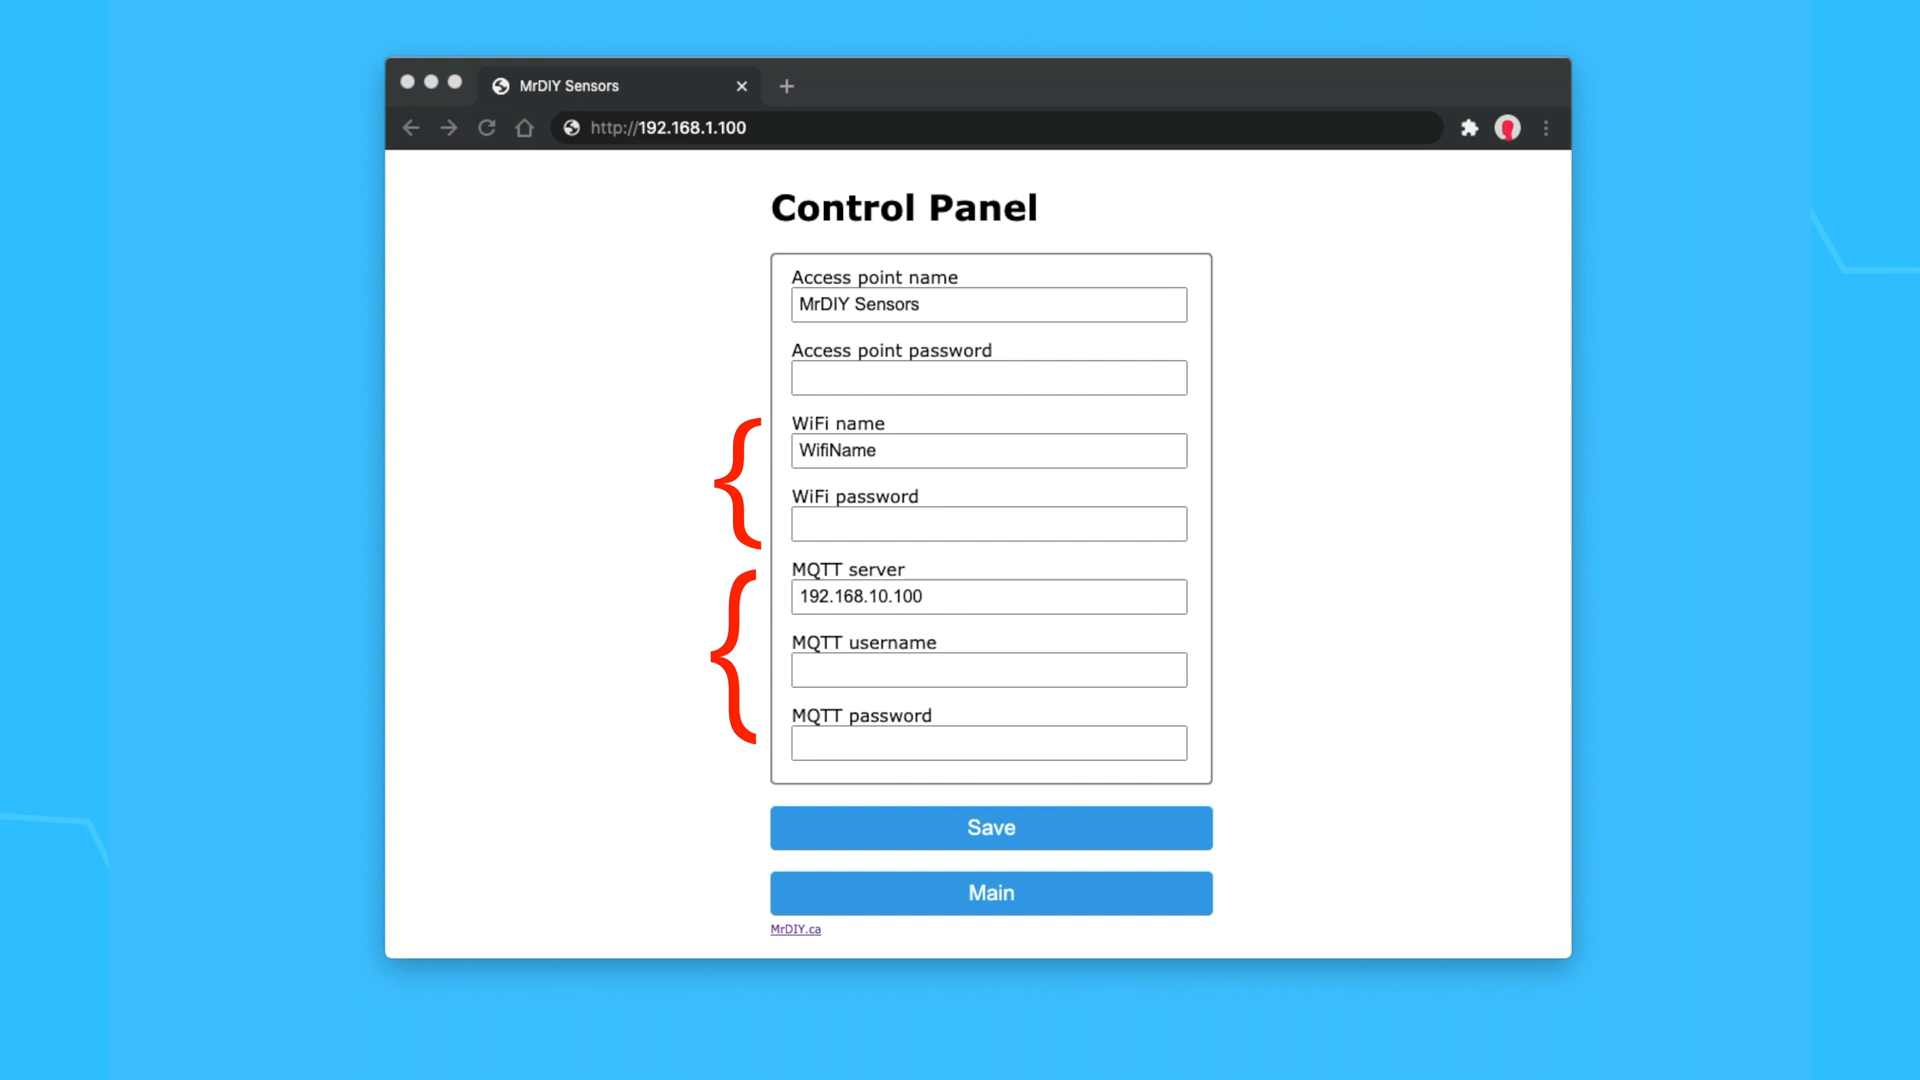 MrDIY Sensors
http://192.168.1.100
Control Panel
Access point name
MrDIY Sensors
Access point password
WiFi name
WifiName
WiFi password
MQTT server
192.168.10.100
MQTT username
MQTT password
Save
Main
MrDIY.ca